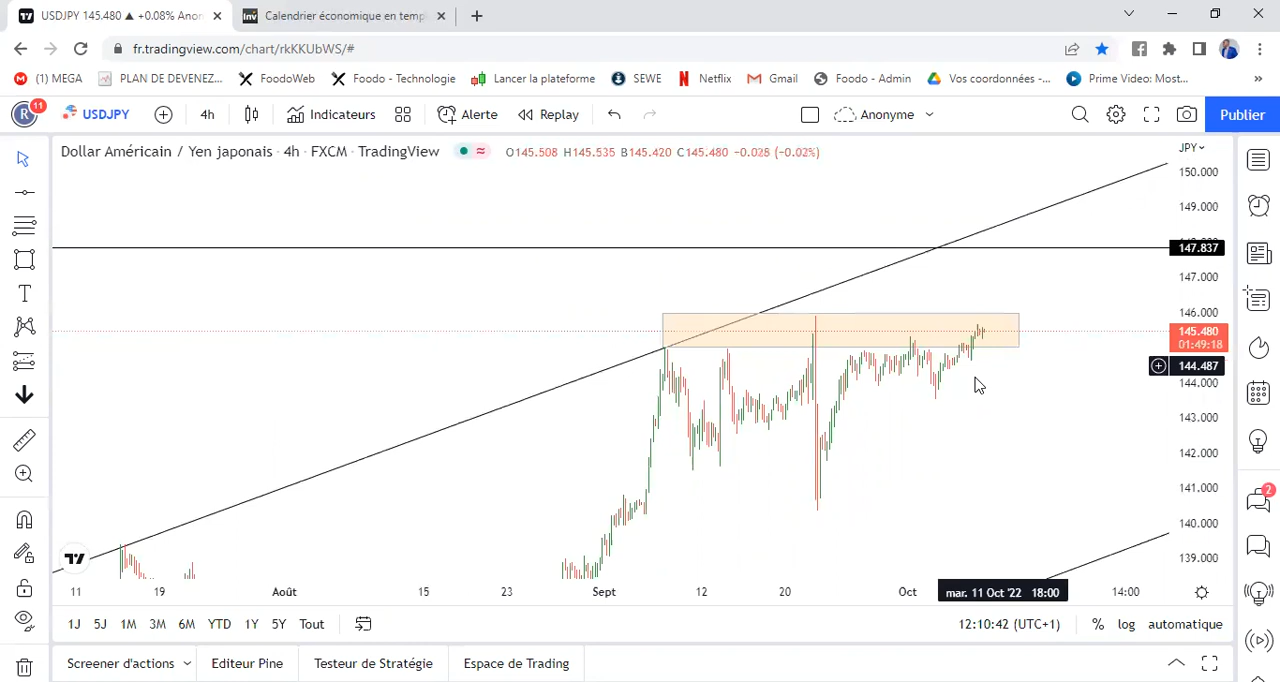 USDJPY 145.480 ▲ +0.08% Anon
Calendrier économique en temp
fr.tradingview.com/chart/rkKKUbWS/#
(1) MEGA
PLAN DE DEVENEZ...
FoodoWeb
Foodo - Technologie
Lancer la plateforme
SEWE
Netflix
Gmail
Foodo - Admin
Vos coordonnées -...
Prime Video: Most...
»
R
11
USDJPY
4h
Indicateurs
Alerte
Replay
Anonyme
Publier
Dollar Américain / Yen japonais · 4h · FXCM · TradingView
O145.508 H145.535 B145.420 C145.480 -0.028 (-0.02%)
JPY
150.000
149.000
147.837
147.000
146.000
145.480
01:49:18
144.487
144.000
143.000
142.000
141.000
140.000
139.000
11
19
Août
15
23
Sept
12
20
Oct
mar. 11 Oct '22 18:00
14:00
1J
5J
1M
3M
6M
YTD
1Y
5Y
Tout
12:10:42 (UTC+1)
%
log
automatique
Screener d'actions
Editeur Pine
Testeur de Stratégie
Espace de Trading
2